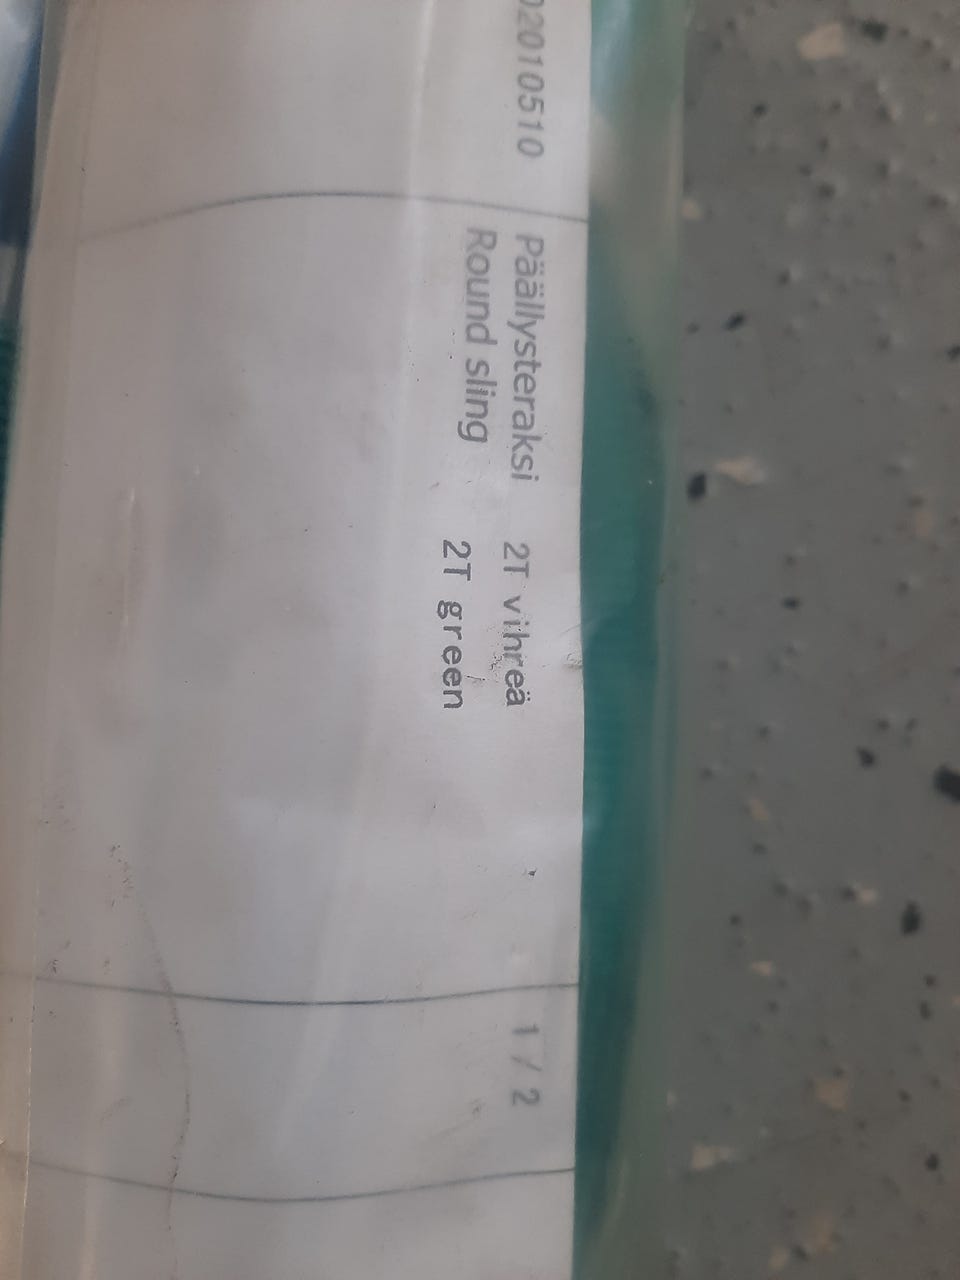 02010510 Päällysteraksi 2T vihreä 1 / 2
Round sling 2T green